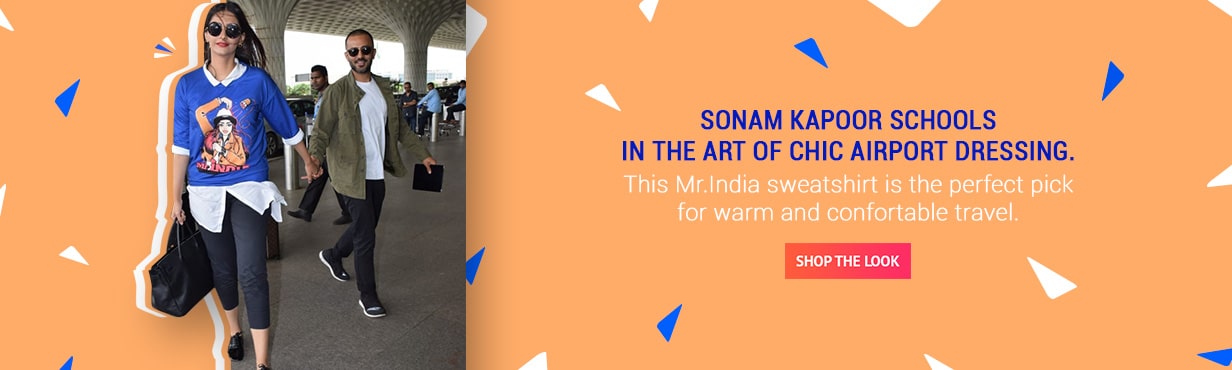 SONAM KAPOOR SCHOOLS
IN THE ART OF CHIC AIRPORT DRESSING.
This Mr.India sweatshirt is the perfect pick
for warm and confortable travel.
SHOP THE LOOK